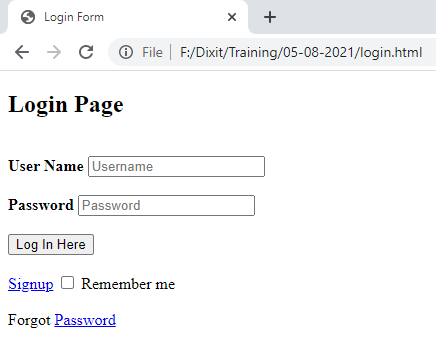 Login Form
File F:/Dixit/Training/05-08-2021/login.html
Login Page
User Name Username
Password Password
Log In Here
Signup Remember me
Forgot Password